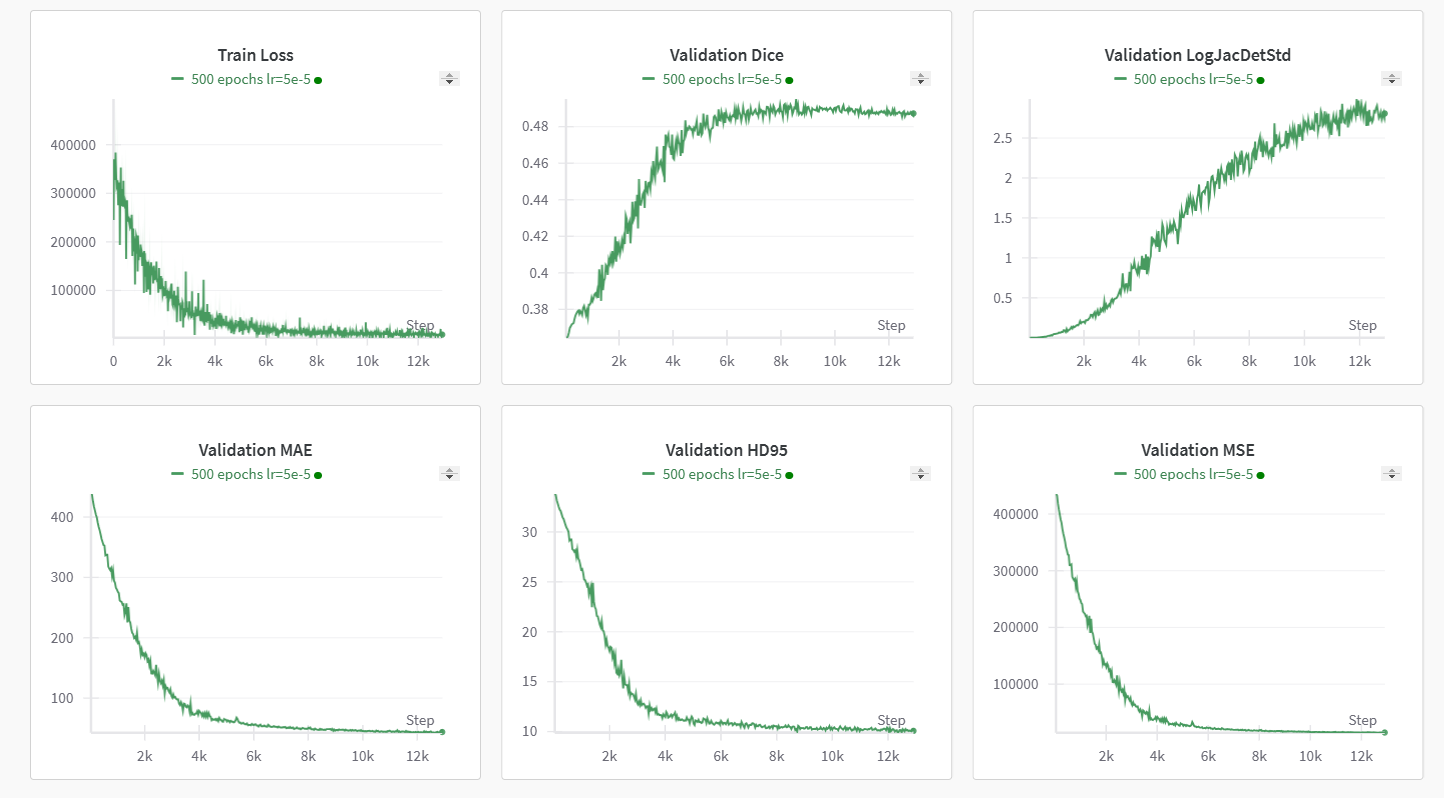 Train Loss
500 epochs lr=5e-5
400000
300000
200000
100000
Step
0 2k 4k 6k 8k 10k 12k
Validation Dice
500 epochs lr=5e-5
0.48
0.46
0.44
0.42
0.4
0.38
Step
2k 4k 6k 8k 10k 12k
Validation LogJacDetStd
500 epochs lr=5e-5
2.5
2
1.5
1
0.5
Step
2k 4k 6k 8k 10k 12k
Validation MAE
500 epochs lr=5e-5
400
300
200
100
Step
2k 4k 6k 8k 10k 12k
Validation HD95
500 epochs lr=5e-5
30
25
20
15
10
Step
2k 4k 6k 8k 10k 12k
Validation MSE
500 epochs lr=5e-5
400000
300000
200000
100000
Step
2k 4k 6k 8k 10k 12k